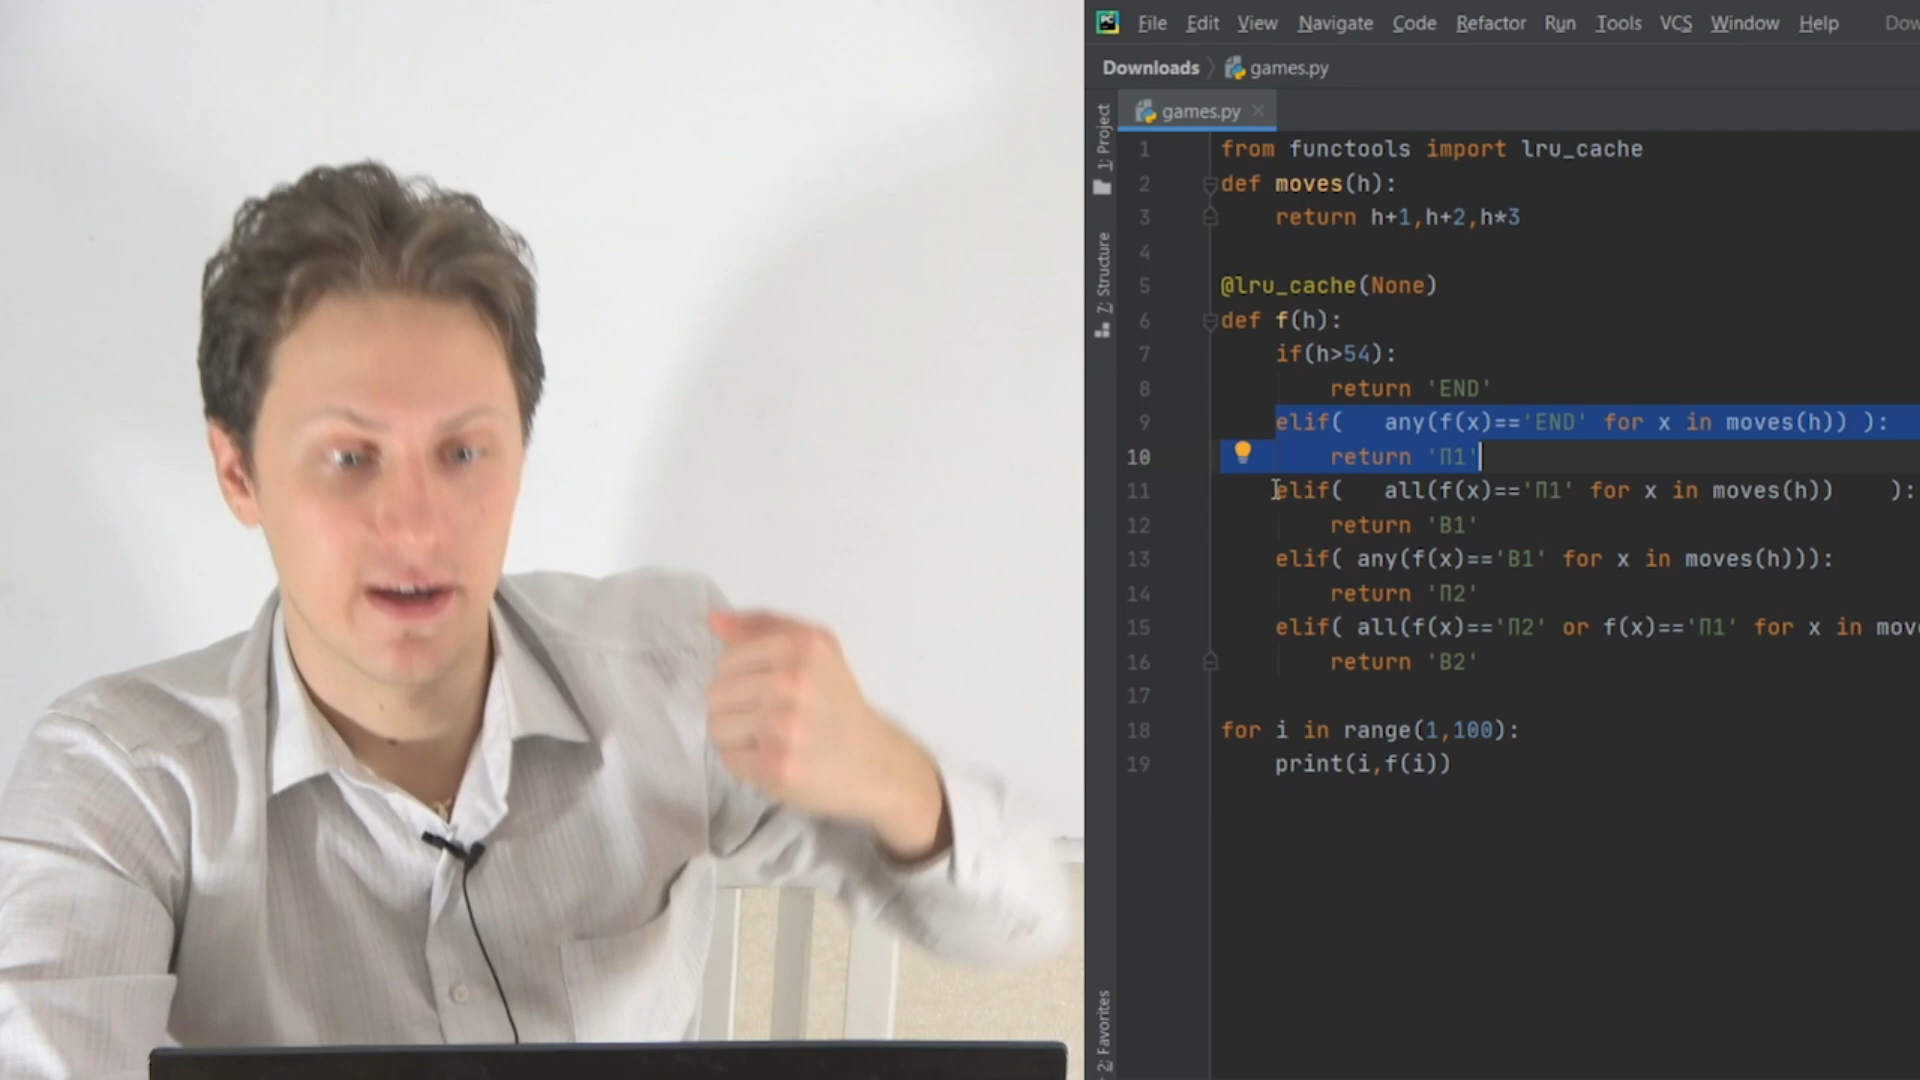 File Edit View Navigate Code Refactor Run Tools VCS Window Help Dow
Downloads games.py
games.py
1: Project
Z: Structure
2: Favorites
1 from functools import lru_cache
2 def moves(h):
3 return h+1,h+2,h*3
4
5 @lru_cache(None)
6 def f(h):
7 if(h>54):
8 return 'END'
9 elif( any(f(x)=='END' for x in moves(h)) ):
10 return 'П1'
11 elif( all(f(x)=='П1' for x in moves(h)) ):
12 return 'В1'
13 elif( any(f(x)=='В1' for x in moves(h))):
14 return 'П2'
15 elif( all(f(x)=='П2' or f(x)=='П1' for x in move
16 return 'В2'
17
18 for i in range(1,100):
19 print(i,f(i))